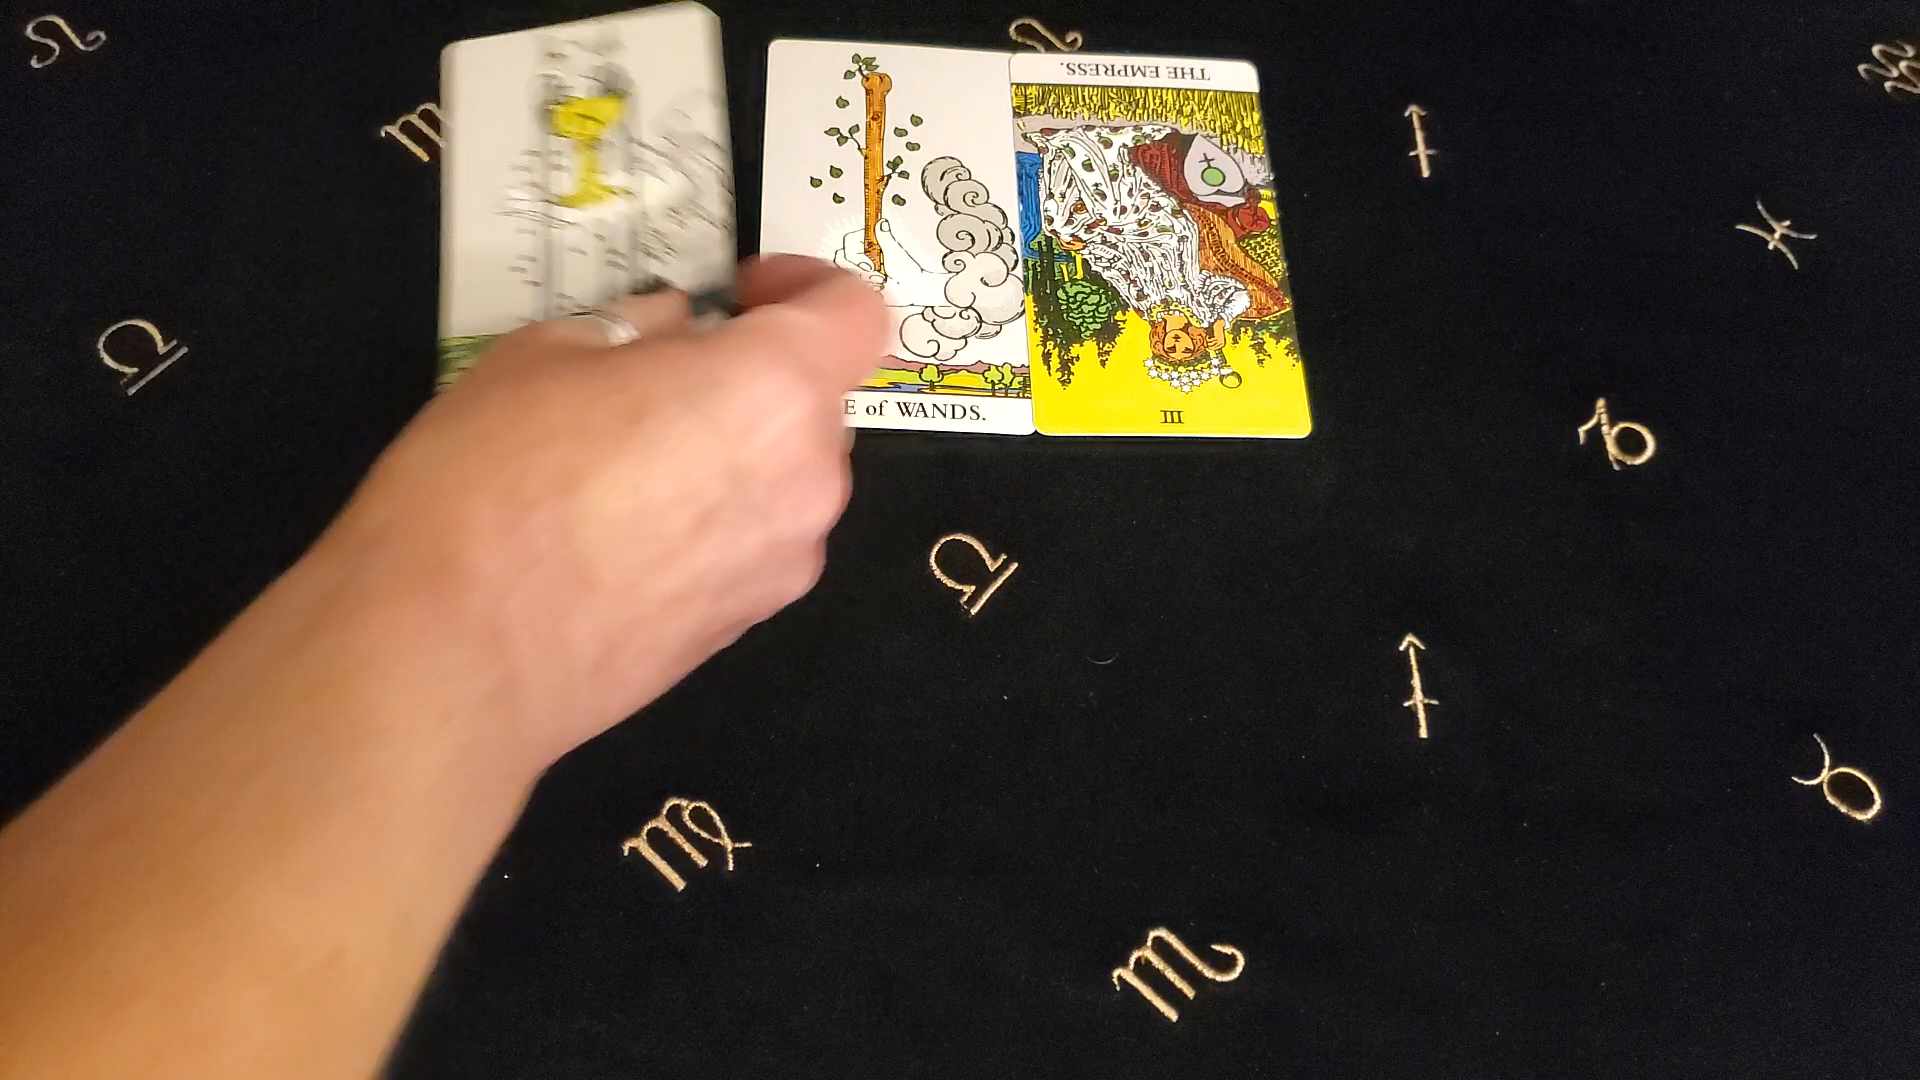 THE EMPRESS.
E of WANDS.
III